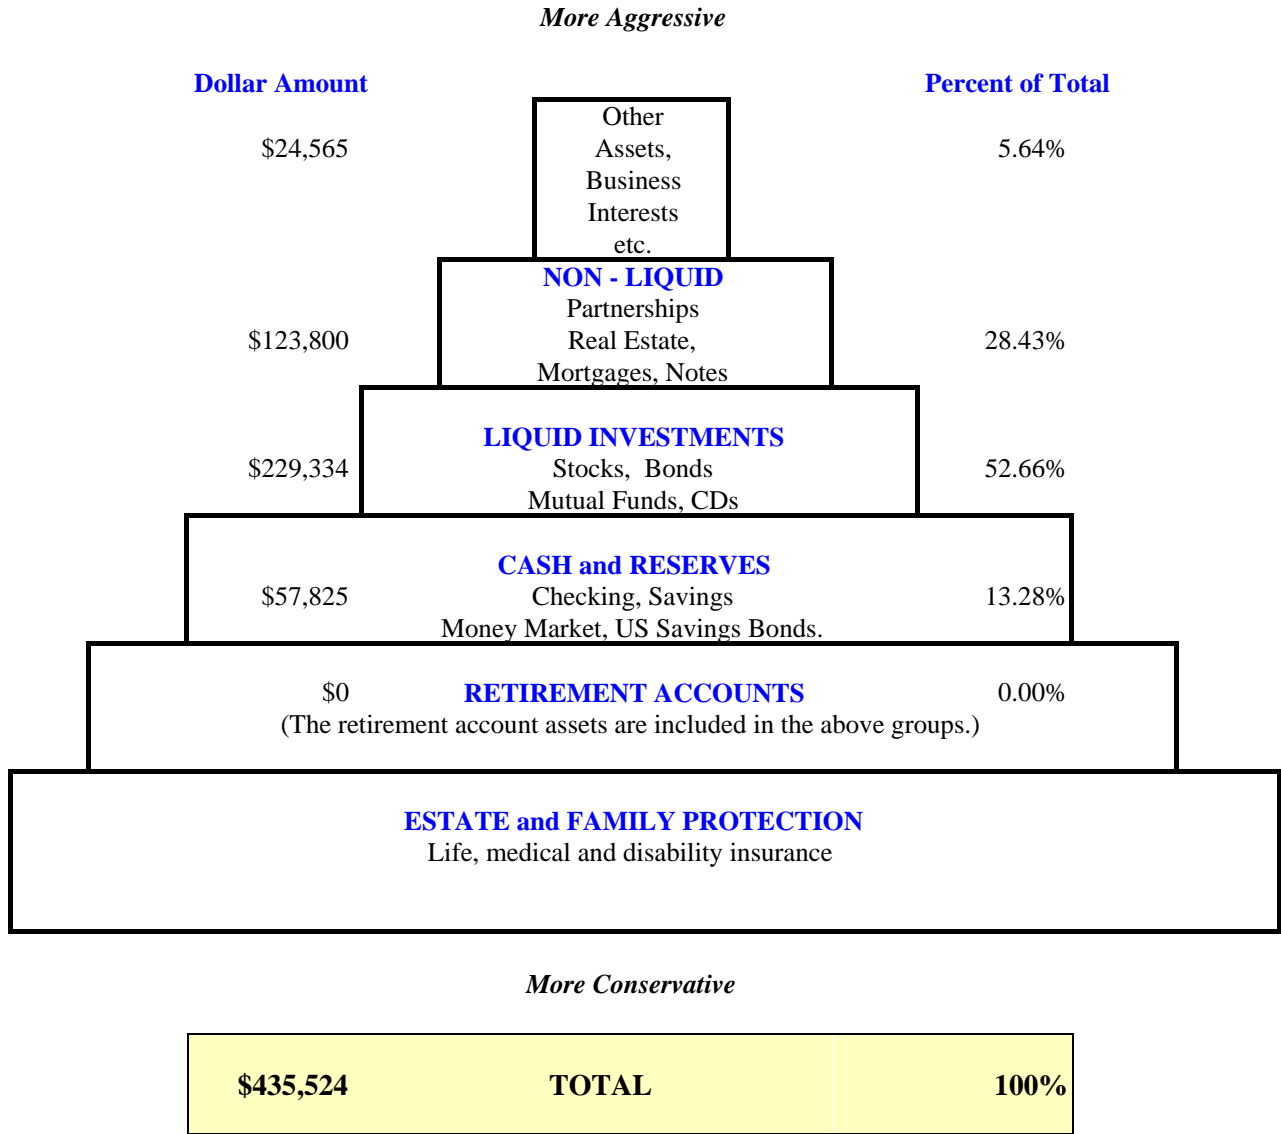 More Aggressive
Dollar Amount Percent of Total
Other
$24,565 Assets, 5.64%
Business
Interests
etc.
NON - LIQUID
Partnerships
$123,800 Real Estate, 28.43%
Mortgages, Notes
LIQUID INVESTMENTS
$229,334 Stocks, Bonds 52.66%
Mutual Funds, CDs
CASH and RESERVES
$57,825 Checking, Savings 13.28%
Money Market, US Savings Bonds.
$0 RETIREMENT ACCOUNTS 0.00%
(The retirement account assets are included in the above groups.)
ESTATE and FAMILY PROTECTION
Life, medical and disability insurance
More Conservative
$435,524 TOTAL 100%